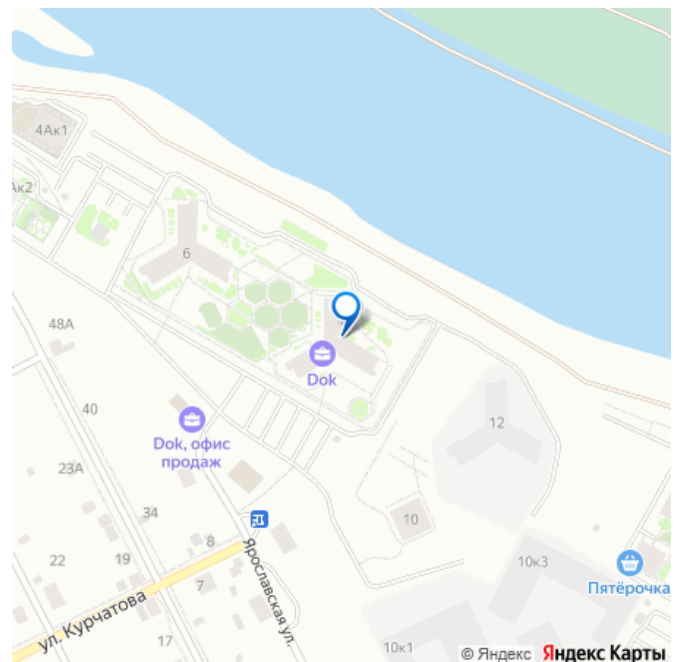 4Ак1
Ак2
6
48А
Dok
40
Dok, офис
продаж
12
23А
34
10
8
22
19
10к3
7
Пятёрочка
Ярославская ул.
ул. Курчатова
17
10к1
© Яндекс Яндекс Карты